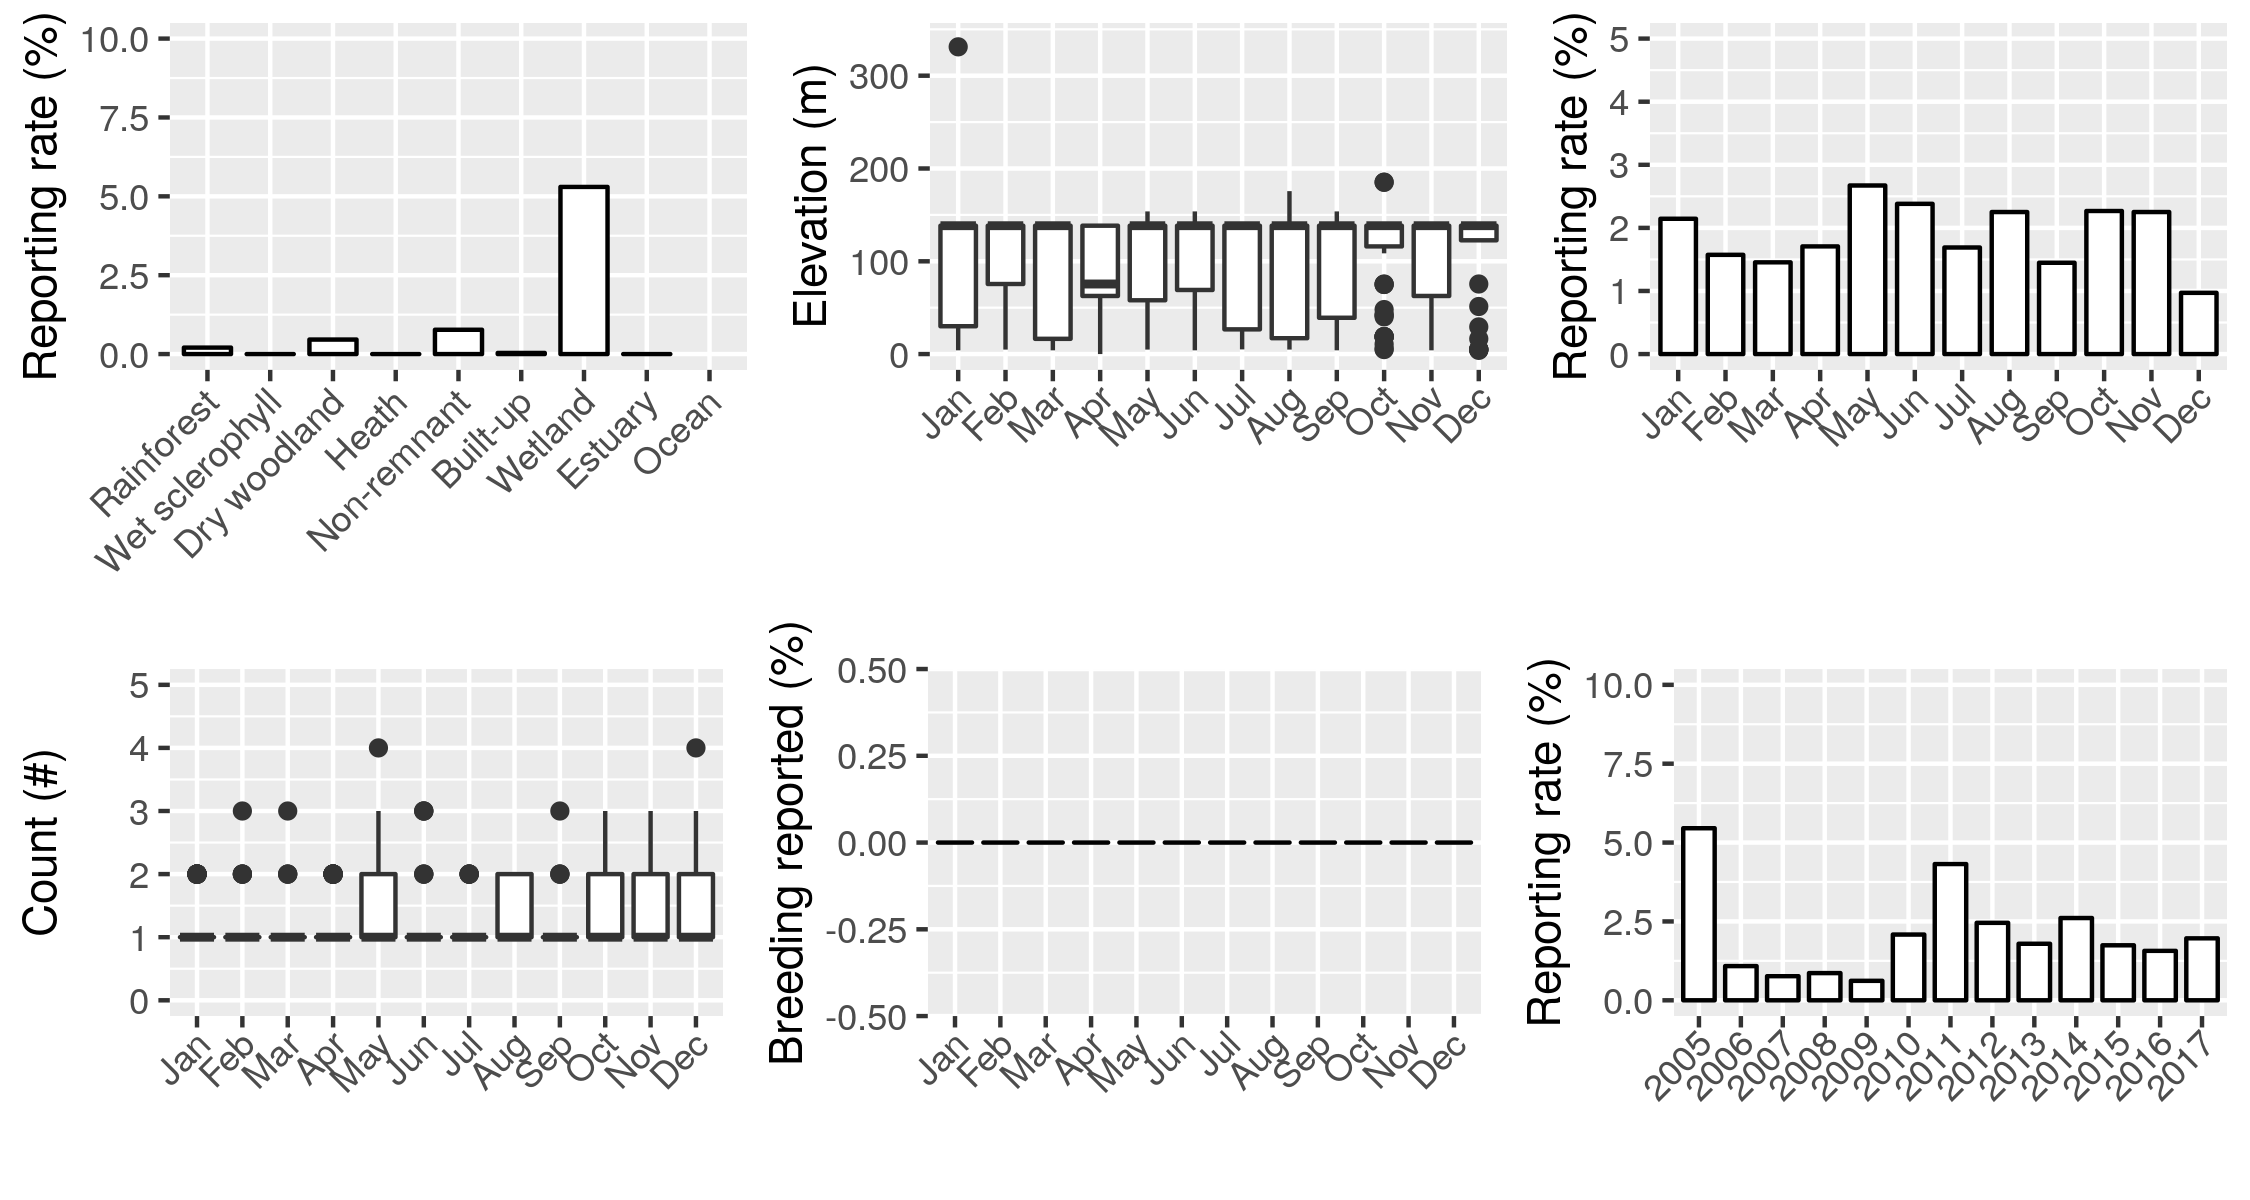 Reporting rate (%)
10.0
7.5
5.0
2.5
0.0
Rainforest
Wet sclerophyll
Dry woodland
Heath
Non-remnant
Built-up
Wetland
Estuary
Ocean
Elevation (m)
300
200
100
0
Jan
Feb
Mar
Apr
May
Jun
Jul
Aug
Sep
Oct
Nov
Dec
Reporting rate (%)
5
4
3
2
1
0
Jan
Feb
Mar
Apr
May
Jun
Jul
Aug
Sep
Oct
Nov
Dec
Count (#)
5
4
3
2
1
0
Jan
Feb
Mar
Apr
May
Jun
Jul
Aug
Sep
Oct
Nov
Dec
Breeding reported (%)
0.50
0.25
0.00
-0.25
-0.50
Jan
Feb
Mar
Apr
May
Jun
Jul
Aug
Sep
Oct
Nov
Dec
Reporting rate (%)
10.0
7.5
5.0
2.5
0.0
2005
2006
2007
2008
2009
2010
2011
2012
2013
2014
2015
2016
2017